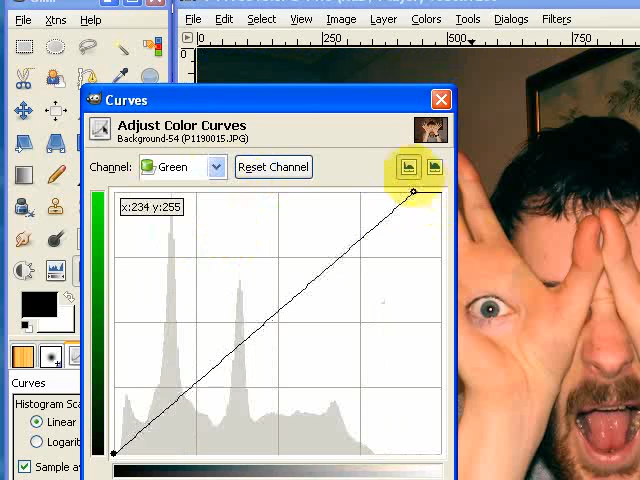 File Edit Select View Image Layer Colors Tools Dialogs Filters
File Xtns Help
0 250 500 750
Curves
Adjust Color Curves
Background-54 (P1190015.JPG)
Channel: Green Reset Channel
x:234 y:255
Curves
Histogram Sca
Linear
Logarit
Sample av